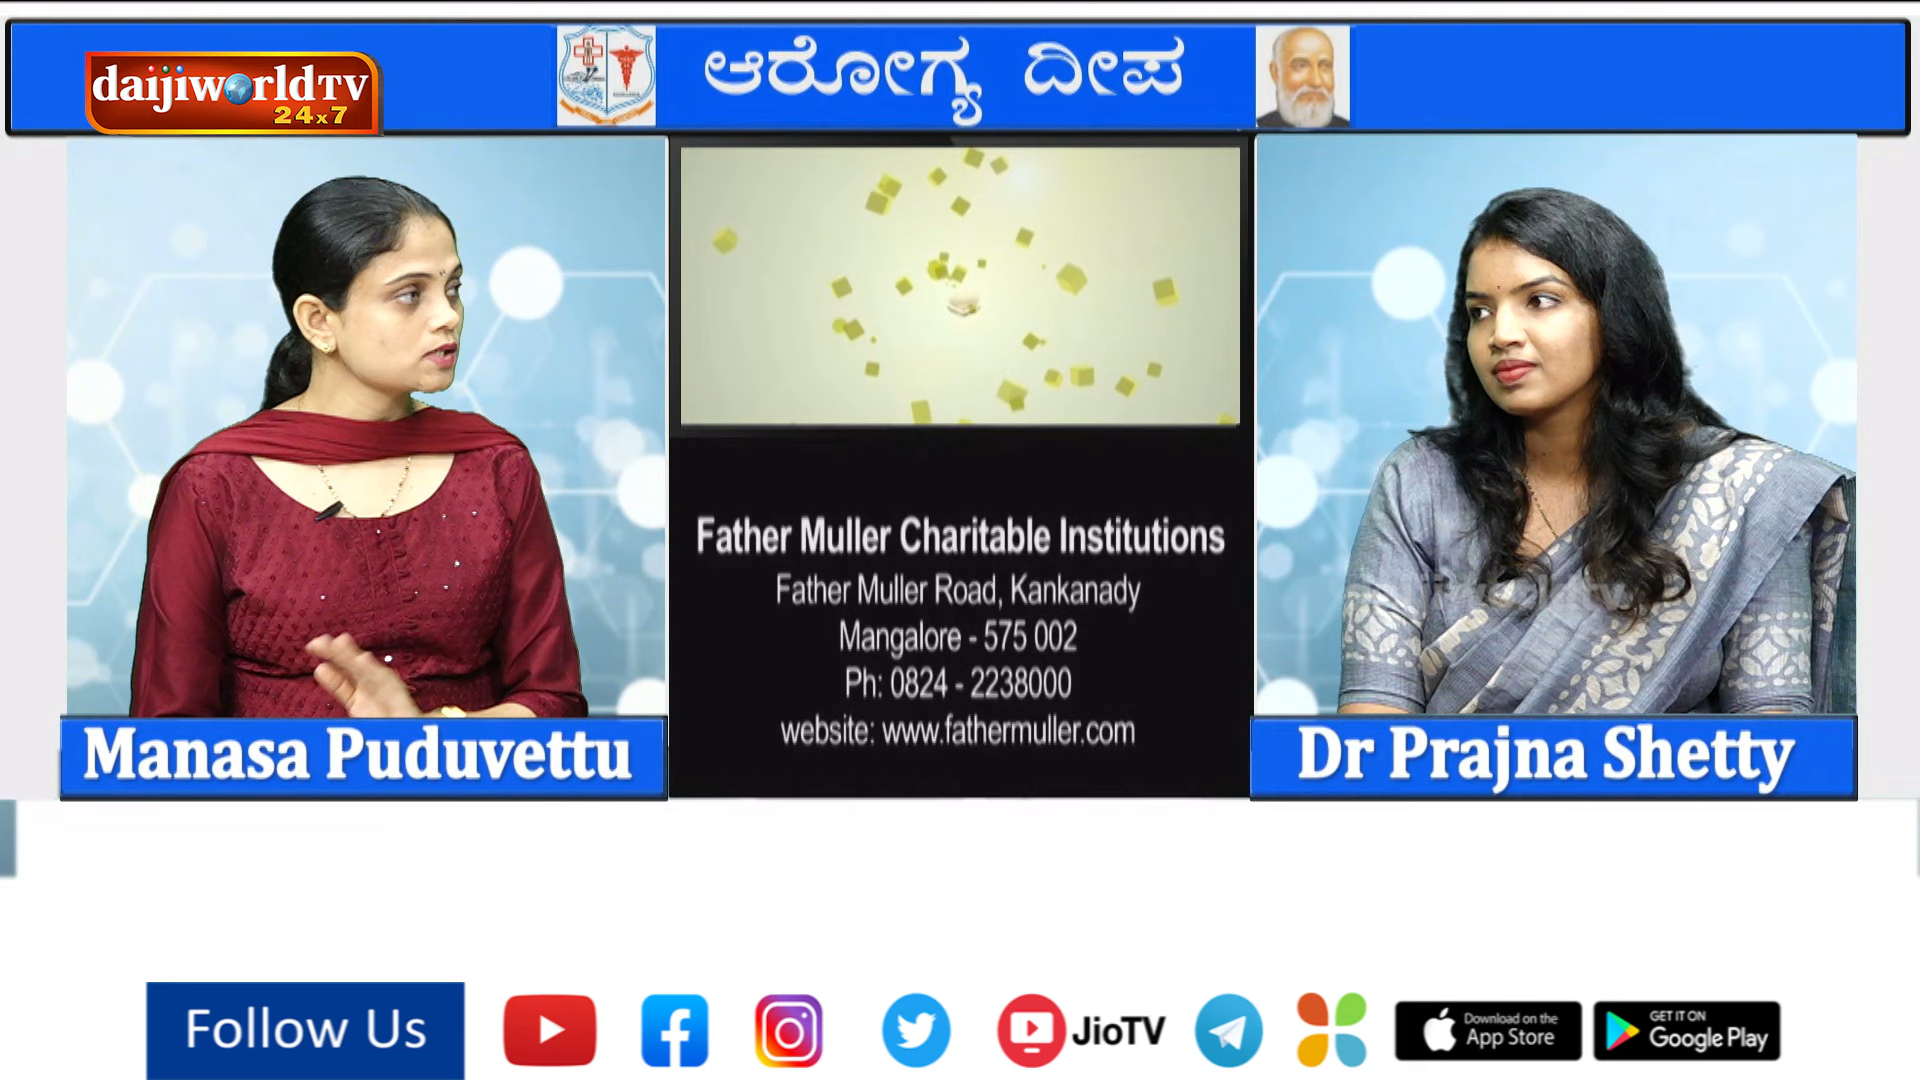 daijiworldTV
24x7
ಆರೋಗ್ಯ ದೀಪ
Father Muller Charitable Institutions
Father Muller Road, Kankanady
Mangalore - 575 002
Ph: 0824 - 2238000
website: www.fathermuller.com
Manasa Puduvettu
Dr Prajna Shetty
Follow Us
JioTV
Download on the
App Store
GET IT ON
Google Play